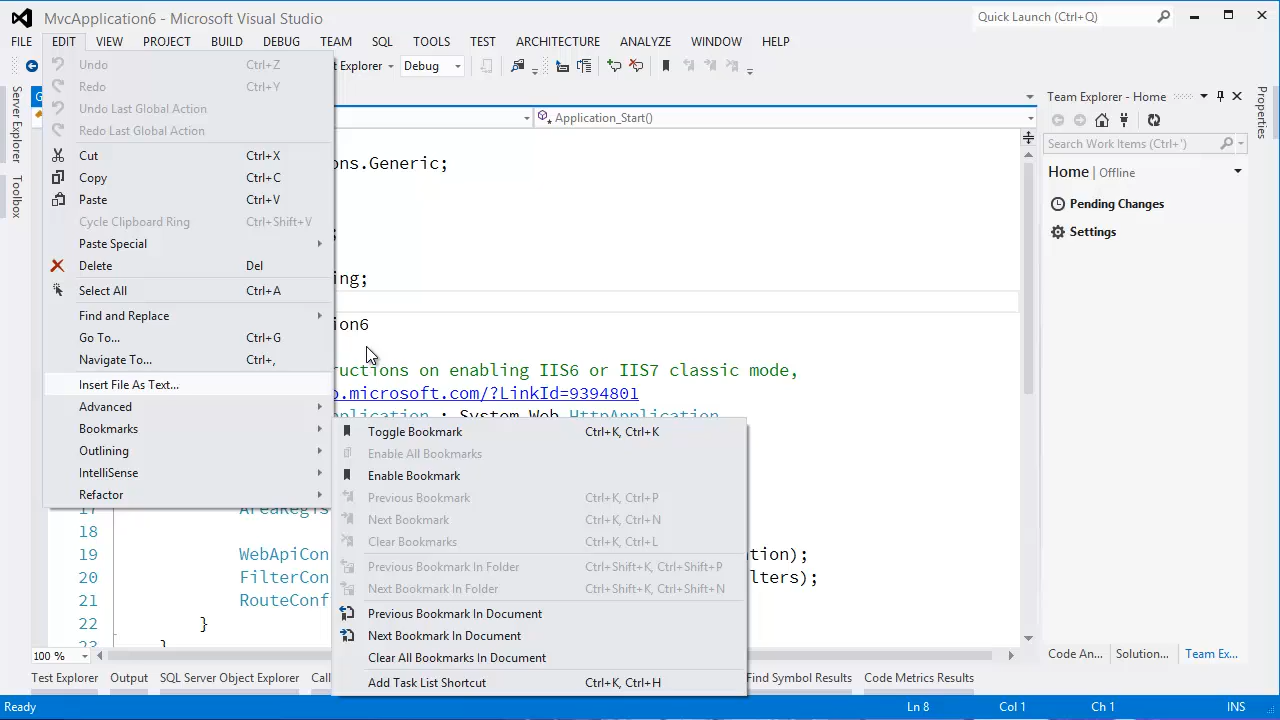 MvcApplication6 - Microsoft Visual Studio
Quick Launch (Ctrl+Q)
FILE EDIT VIEW PROJECT BUILD DEBUG TEAM SQL TOOLS TEST ARCHITECTURE ANALYZE WINDOW HELP
Explorer Debug
Undo Ctrl+Z
Redo Ctrl+Y
Undo Last Global Action
Redo Last Global Action
Cut Ctrl+X
Copy Ctrl+C
Paste Ctrl+V
Cycle Clipboard Ring Ctrl+Shift+V
Paste Special
Delete Del
Select All Ctrl+A
Find and Replace
Go To... Ctrl+G
Navigate To... Ctrl+,
Insert File As Text...
Advanced
Bookmarks
Outlining
IntelliSense
Refactor
Toggle Bookmark Ctrl+K, Ctrl+K
Enable All Bookmarks
Enable Bookmark
Previous Bookmark Ctrl+K, Ctrl+P
Next Bookmark Ctrl+K, Ctrl+N
Clear Bookmarks Ctrl+K, Ctrl+L
Previous Bookmark In Folder Ctrl+Shift+K, Ctrl+Shift+P
Next Bookmark In Folder Ctrl+Shift+K, Ctrl+Shift+N
Previous Bookmark In Document
Next Bookmark In Document
Clear All Bookmarks In Document
Add Task List Shortcut Ctrl+K, Ctrl+H
Server Explorer
Toolbox
Application_Start()
ons.Generic;
;
ing;
ion6
ructions on enabling IIS6 or IIS7 classic mode,
o.microsoft.com/?LinkId=9394801
plication : System.Web.HttpApplication
17 AreaRegis
18
19 WebApiCon tion);
20 FilterCon lters);
21 RouteConf
22 }
23 }
100 %
Team Explorer - Home
Search Work Items (Ctrl+')
Home | Offline
Pending Changes
Settings
Properties
Code An... Solution... Team Ex...
Test Explorer Output SQL Server Object Explorer Call Find Symbol Results Code Metrics Results
Ready Ln 8 Col 1 Ch 1 INS